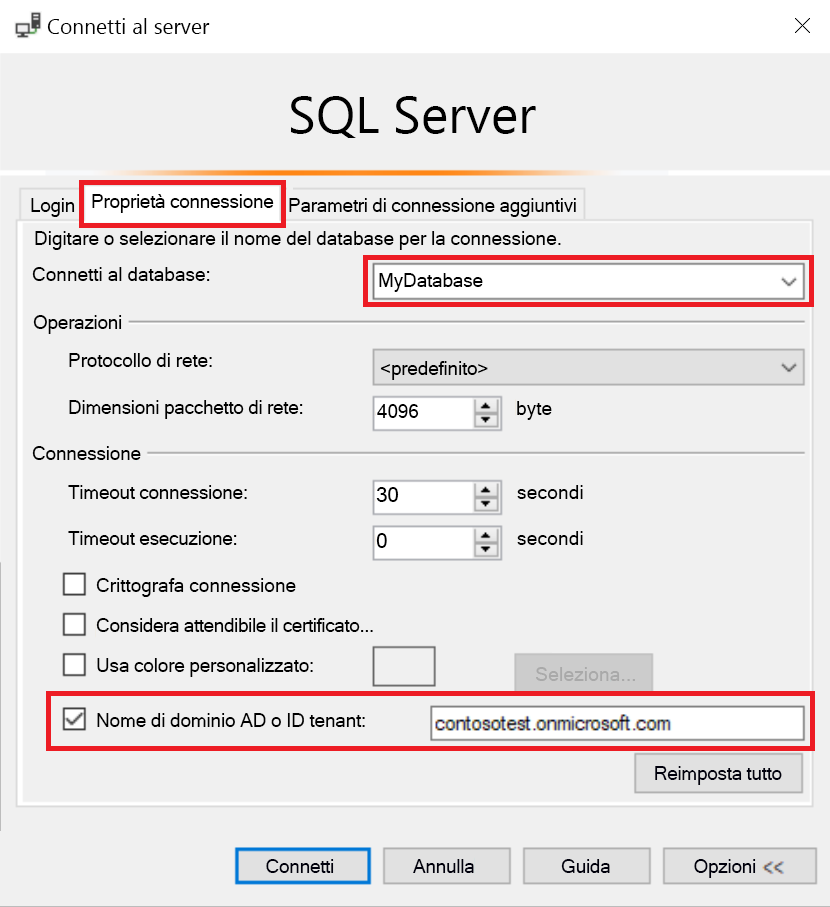 Connetti al server
SQL Server
Login Proprietà connessione Parametri di connessione aggiuntivi
Digitare o selezionare il nome del database per la connessione.
Connetti al database: MyDatabase
Operazioni
Protocollo di rete: <predefinito>
Dimensioni pacchetto di rete: 4096 byte
Connessione
Timeout connessione: 30 secondi
Timeout esecuzione: 0 secondi
Crittografa connessione
Considera attendibile il certificato...
Usa colore personalizzato: Seleziona...
Nome di dominio AD o ID tenant: contosotest.onmicrosoft.com
Reimposta tutto
Connetti Annulla Guida Opzioni <<